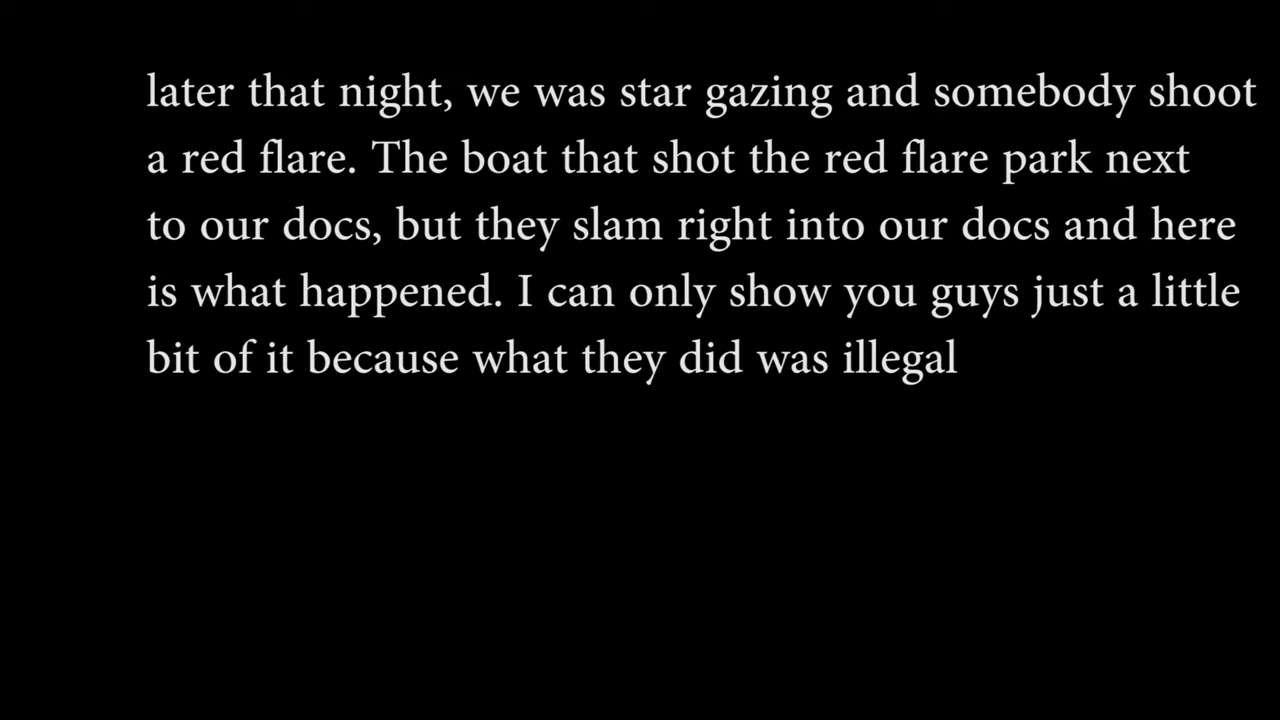 later that night, we was star gazing and somebody shoot
a red flare. The boat that shot the red flare park next
to our docs, but they slam right into our docs and here
is what happened. I can only show you guys just a little
bit of it because what they did was illegal